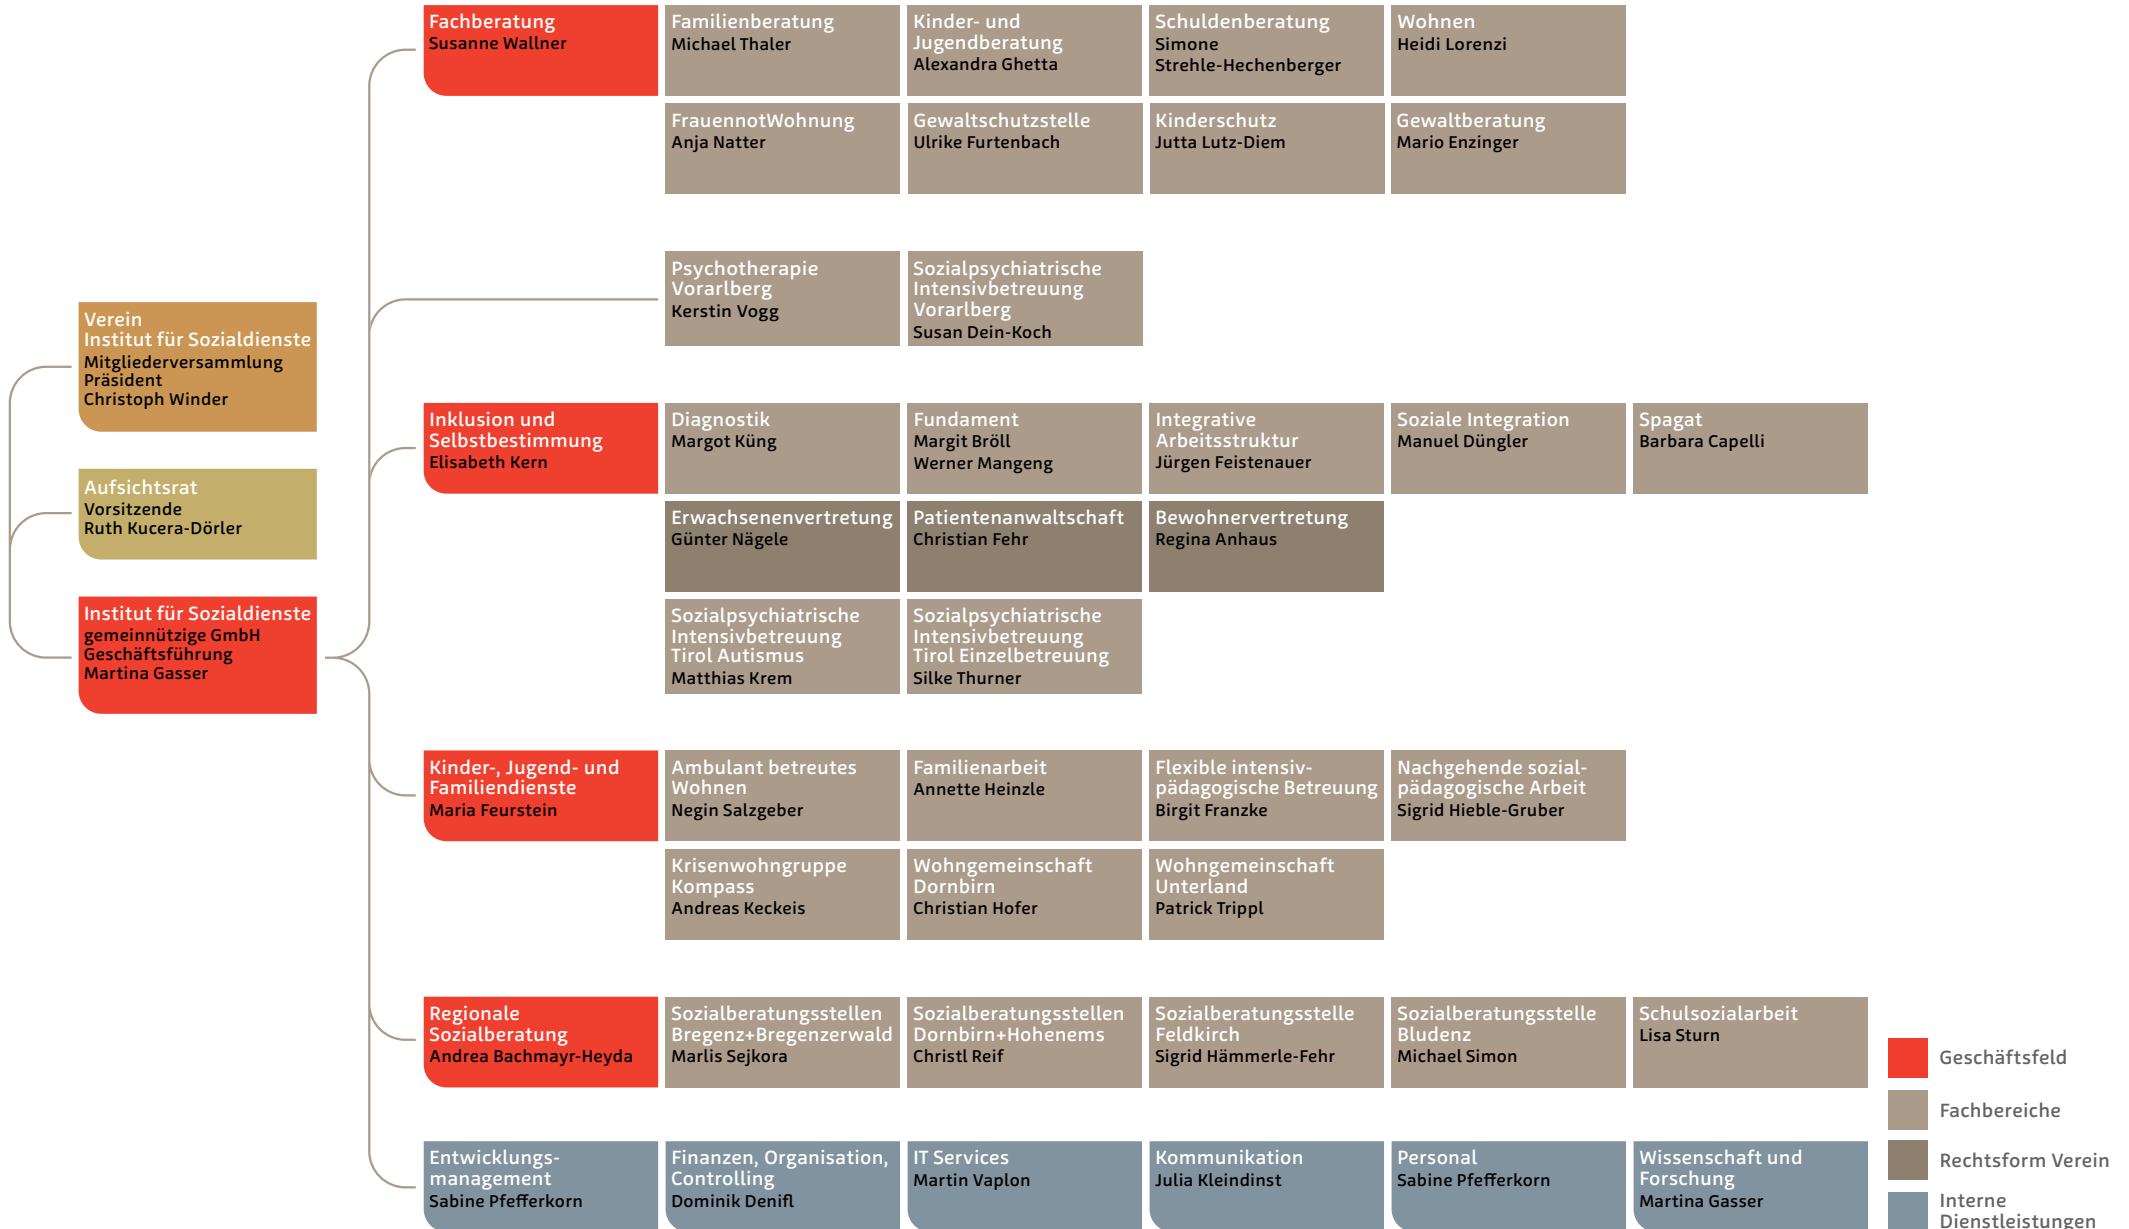 Fachberatung
Susanne Wallner
Familienberatung
Michael Thaler
Kinder- und
Jugendberatung
Alexandra Ghetta
Schuldenberatung
Simone
Strehle-Hechenberger
Wohnen
Heidi Lorenzi
FrauennotWohnung
Anja Natter
Gewaltschutzstelle
Ulrike Furtenbach
Kinderschutz
Jutta Lutz-Diem
Gewaltberatung
Mario Enzinger
Psychotherapie
Vorarlberg
Kerstin Vogg
Sozialpsychiatrische
Intensivbetreuung
Vorarlberg
Susan Dein-Koch
Verein
Institut für Sozialdienste
Mitgliederversammlung
Präsident
Christoph Winder
Aufsichtsrat
Vorsitzende
Ruth Kucera-Dörler
Institut für Sozialdienste
gemeinnützige GmbH
Geschäftsführung
Martina Gasser
Inklusion und
Selbstbestimmung
Elisabeth Kern
Diagnostik
Margot Küng
Fundament
Margit Bröll
Werner Mangeng
Integrative
Arbeitsstruktur
Jürgen Feistenauer
Soziale Integration
Manuel Düngler
Spagat
Barbara Capelli
Erwachsenenvertretung
Günter Nägele
Patientenanwaltschaft
Christian Fehr
Bewohnervertretung
Regina Anhaus
Sozialpsychiatrische
Intensivbetreuung
Tirol Autismus
Matthias Krem
Sozialpsychiatrische
Intensivbetreuung
Tirol Einzelbetreuung
Silke Thurner
Kinder-, Jugend- und
Familiendienste
Maria Feurstein
Ambulant betreutes
Wohnen
Negin Salzgeber
Familienarbeit
Annette Heinzle
Flexible intensiv-
pädagogische Betreuung
Birgit Franzke
Nachgehende sozial-
pädagogische Arbeit
Sigrid Hieble-Gruber
Krisenwohngruppe
Kompass
Andreas Keckeis
Wohngemeinschaft
Dornbirn
Christian Hofer
Wohngemeinschaft
Unterland
Patrick Trippl
Regionale
Sozialberatung
Andrea Bachmayr-Heyda
Sozialberatungsstellen
Bregenz+Bregenzerwald
Marlis Sejkora
Sozialberatungsstellen
Dornbirn+Hohenems
Christl Reif
Sozialberatungsstelle
Feldkirch
Sigrid Hämmerle-Fehr
Sozialberatungsstelle
Bludenz
Michael Simon
Schulsozialarbeit
Lisa Sturn
Entwicklungs-
management
Sabine Pfefferkorn
Finanzen, Organisation,
Controlling
Dominik Denifl
IT Services
Martin Vaplon
Kommunikation
Julia Kleindinst
Personal
Sabine Pfefferkorn
Wissenschaft und
Forschung
Martina Gasser
Geschäftsfeld
Fachbereiche
Rechtsform Verein
Interne
Dienstleistungen